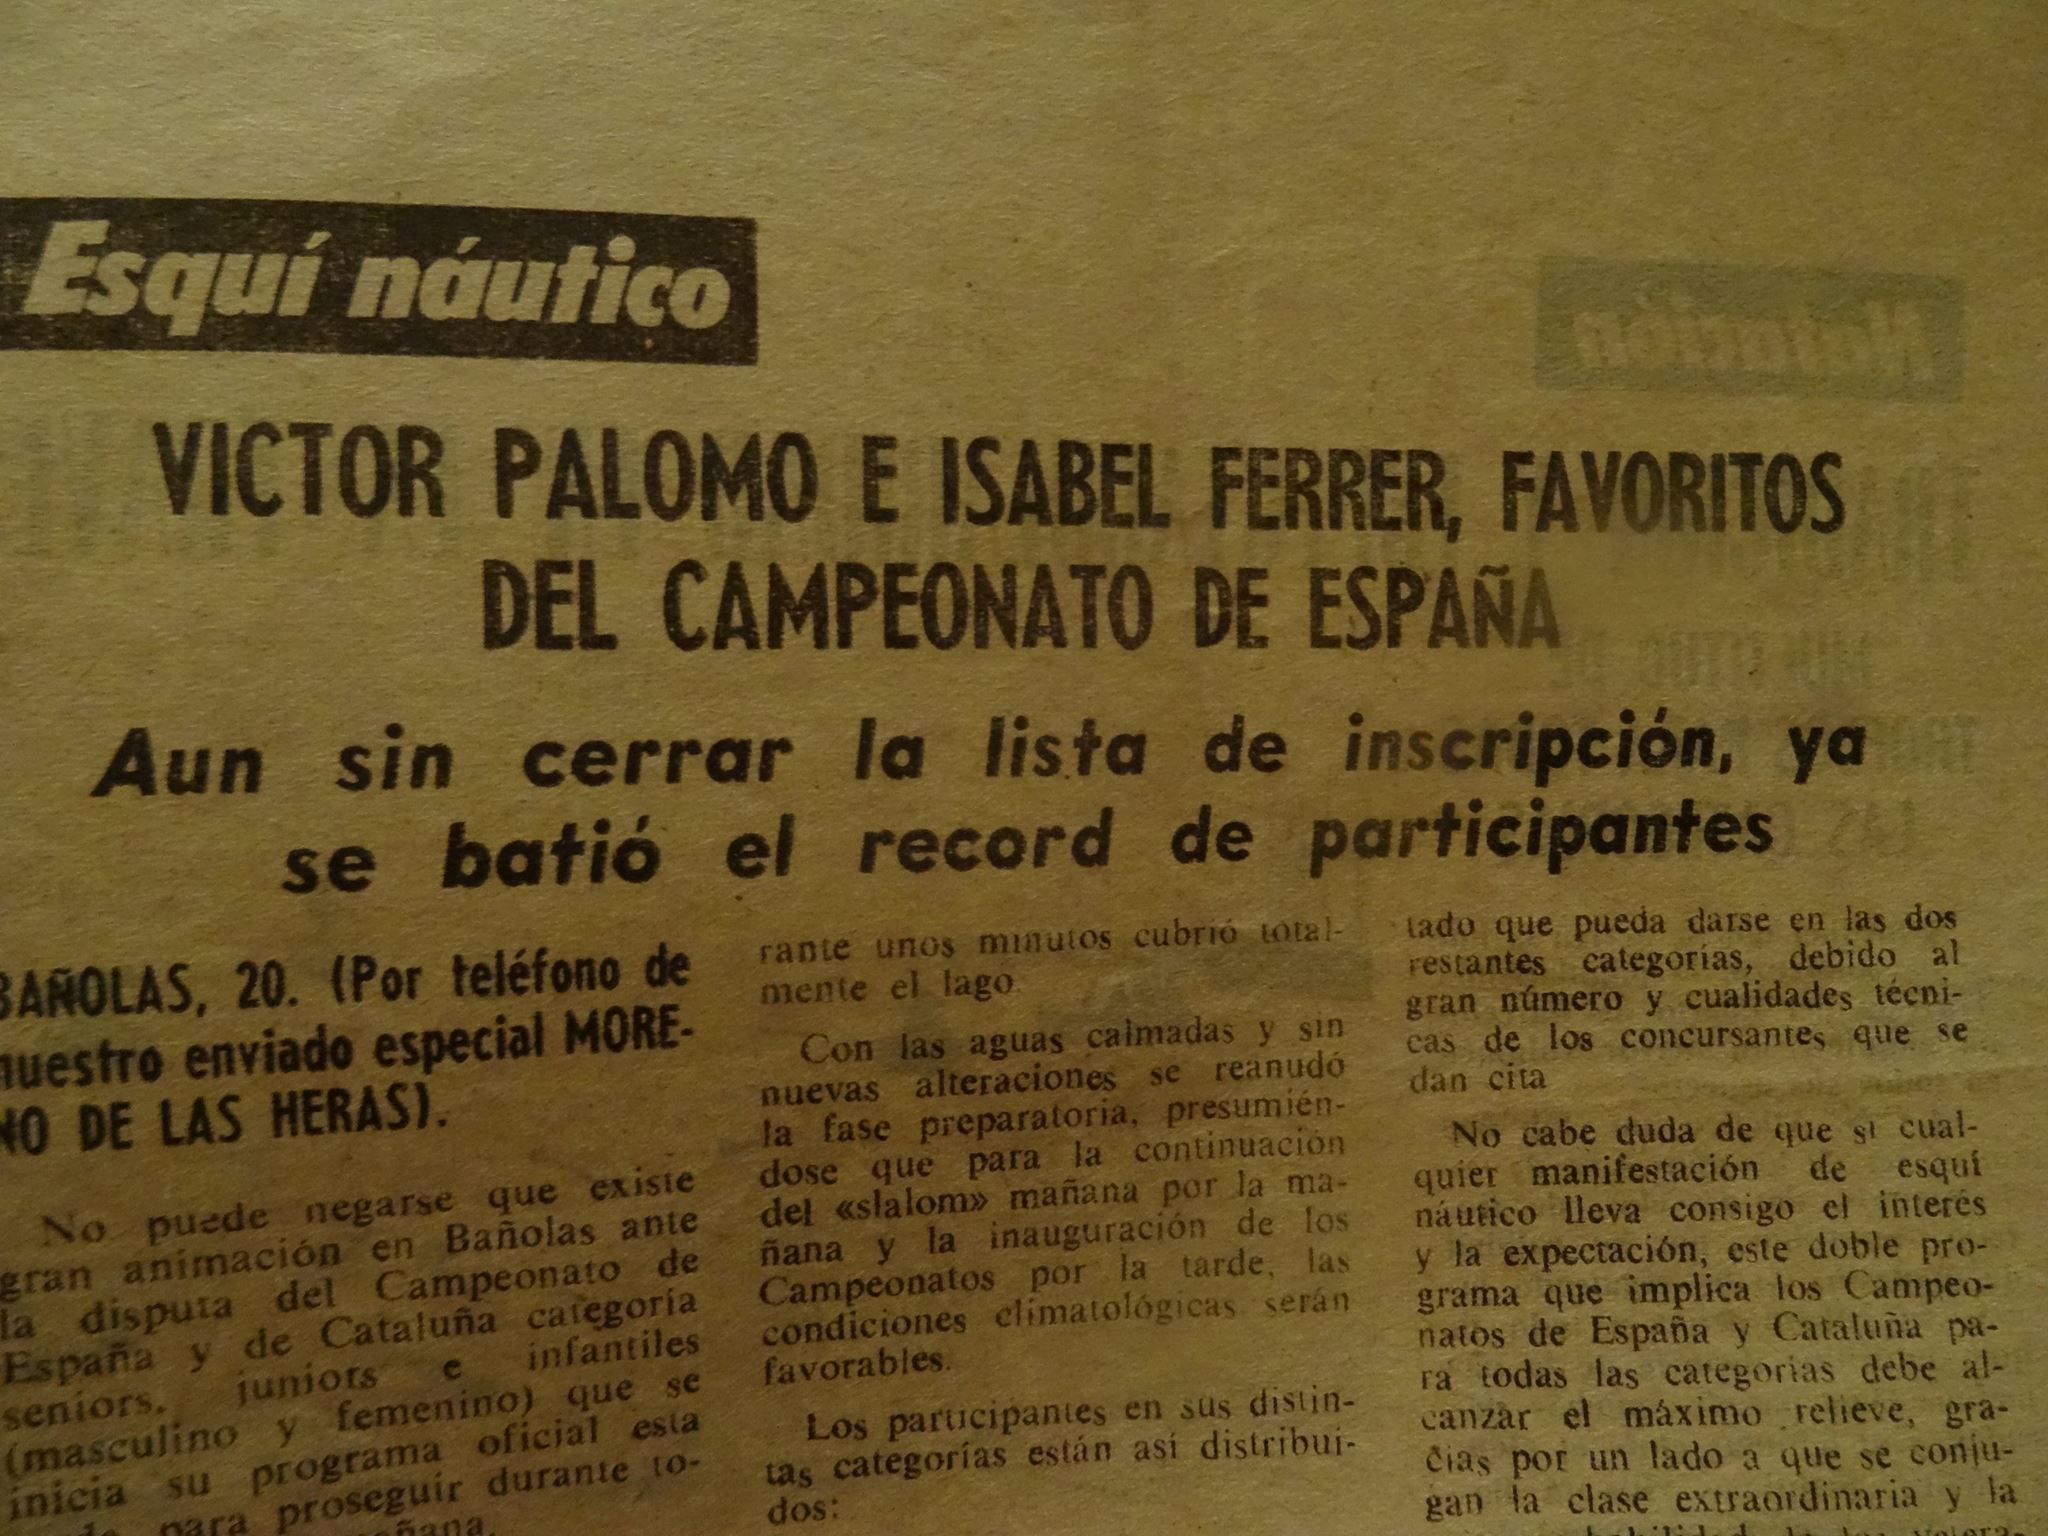 Esquí náutico
VICTOR PALOMO E ISABEL FERRER, FAVORITOS
DEL CAMPEONATO DE ESPAÑA
Aun sin cerrar la lista de inscripción, ya
se batió el record de participantes
BAÑOLAS, 20. (Por teléfono de
nuestro enviado especial MORE-
NO DE LAS HERAS).
No puede negarse que existe
gran animación en Bañolas ante
la disputa del Campeonato de
España y de Cataluña categoría
seniors, juniors e infantiles
(masculino y femenino) que se
inicia su programa oficial esta
para proseguir durante to-
mañana.
rante unos minutos cubrió total-
mente el lago
Con las aguas calmadas y sin
nuevas alteraciones se reanudó
la fase preparatoria, presumién-
dose que para la continuación
del «slalom» mañana por la ma-
ñana y la inauguración de los
Campeonatos por la tarde, las
condiciones climatológicas serán
favorables.
Los participantes en sus distin-
tas categorías están así distribui-
dos:
tado que pueda darse en las dos
restantes categorías, debido al
gran número y cualidades técni-
cas de los concursantes que se
dan cita
No cabe duda de que si cual-
quier manifestación de esquí
náutico lleva consigo el interés
y la expectación, este doble pro-
grama que implica los Campeo-
natos de España y Cataluña pa-
ra todas las categorías debe al-
canzar el máximo relieve, gra-
cias por un lado a que se conju-
gan la clase extraordinaria y la
Natación